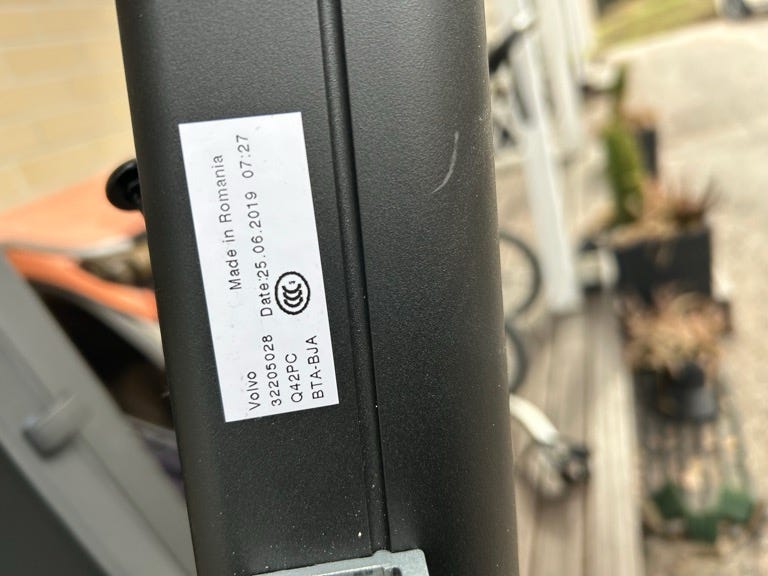 Volvo Made in Romania
32205028 Date:25.06.2019 07:27
Q42PC
BTA-BJA